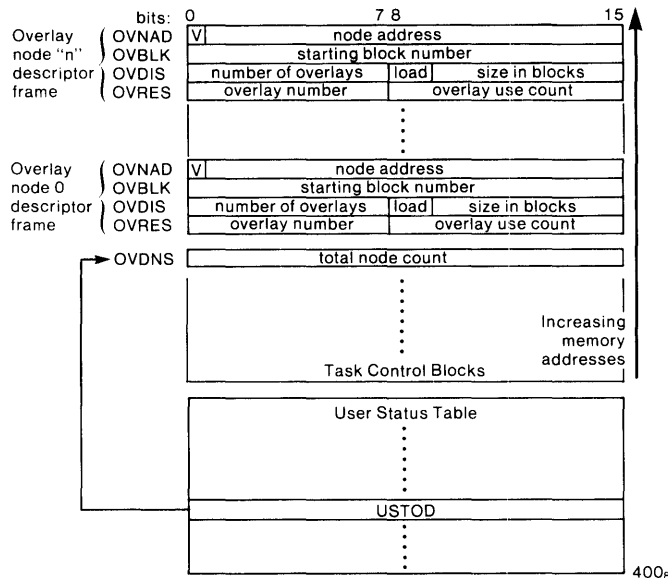 bits: 0 7 8 15
Overlay OVNAD V node address
node "n" OVBLK starting block number
descriptor OVDIS number of overlays load size in blocks
frame OVRES overlay number overlay use count
Overlay OVNAD V node address
node 0 OVBLK starting block number
descriptor OVDIS number of overlays load size in blocks
frame OVRES overlay number overlay use count
OVDNS total node count
Increasing
memory
addresses
Task Control Blocks
User Status Table
USTOD
400₈